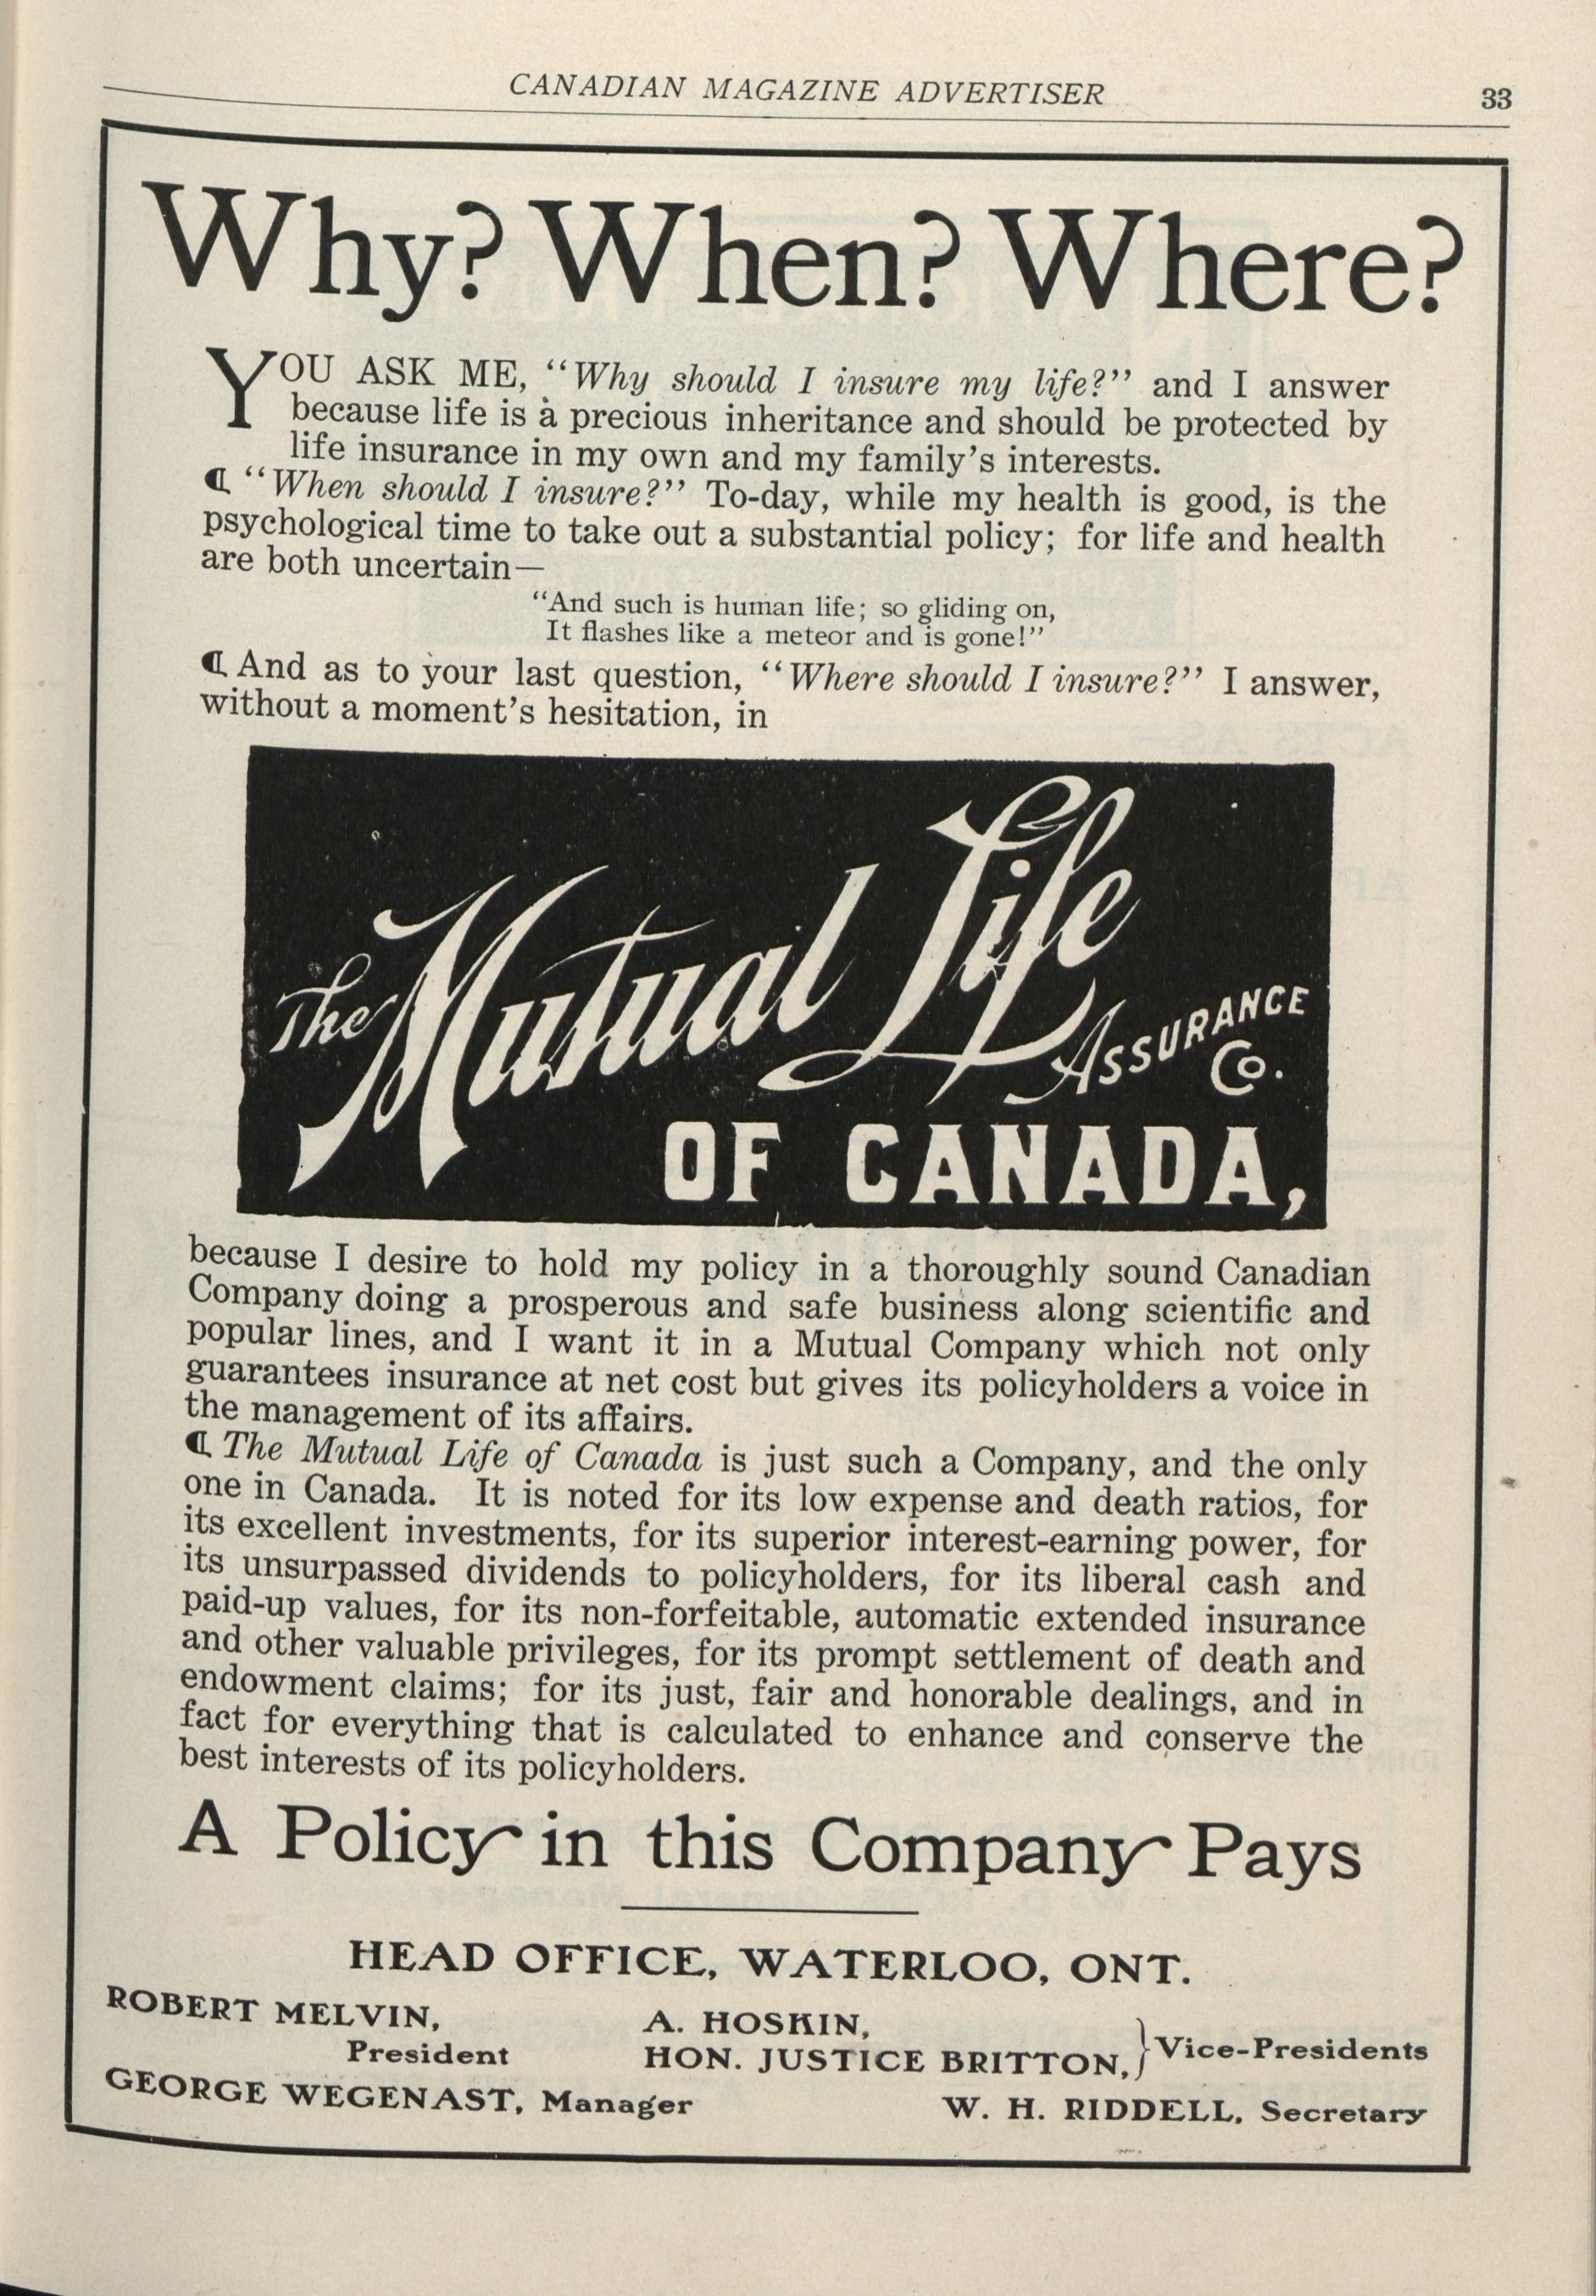 CANADIAN MAGAZINE ADVERTISER 33
Why? When? Where?
YOU ASK ME, "Why should I insure my life?" and I answer
because life is a precious inheritance and should be protected by
life insurance in my own and my family's interests.
¶ "When should I insure?" To-day, while my health is good, is the
psychological time to take out a substantial policy; for life and health
are both uncertain—
"And such is human life; so gliding on,
It flashes like a meteor and is gone!"
¶ And as to your last question, "Where should I insure?" I answer,
without a moment's hesitation, in
The Mutual Life
ASSURANCE
Co.
OF CANADA,
because I desire to hold my policy in a thoroughly sound Canadian
Company doing a prosperous and safe business along scientific and
popular lines, and I want it in a Mutual Company which not only
guarantees insurance at net cost but gives its policyholders a voice in
the management of its affairs.
¶ The Mutual Life of Canada is just such a Company, and the only
one in Canada. It is noted for its low expense and death ratios, for
its excellent investments, for its superior interest-earning power, for
its unsurpassed dividends to policyholders, for its liberal cash and
paid-up values, for its non-forfeitable, automatic extended insurance
and other valuable privileges, for its prompt settlement of death and
endowment claims; for its just, fair and honorable dealings, and in
fact for everything that is calculated to enhance and conserve the
best interests of its policyholders.
A Policy in this Company Pays
HEAD OFFICE, WATERLOO, ONT.
ROBERT MELVIN,
President
A. HOSKIN,
HON. JUSTICE BRITTON, } Vice-Presidents
GEORGE WEGENAST, Manager
W. H. RIDDELL, Secretary